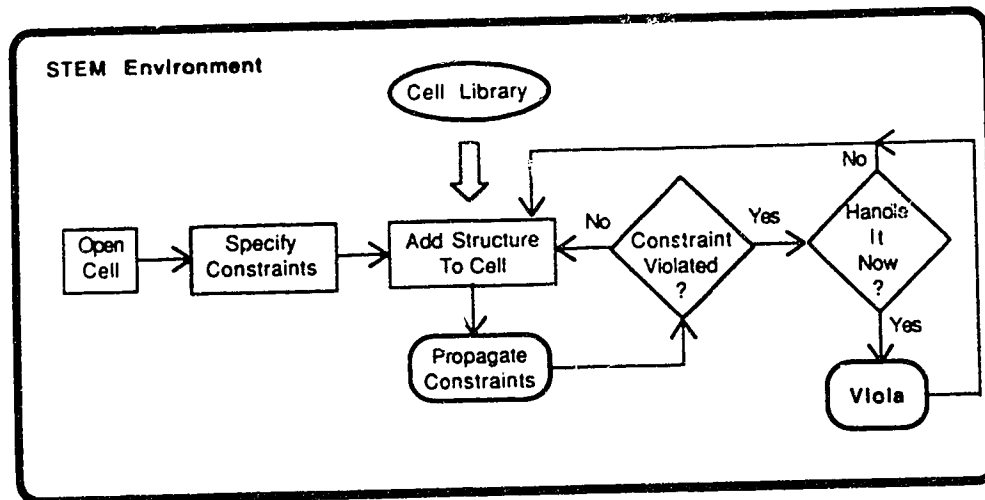 STEM Environment
Cell Library
No
Open
Cell
Specify
Constraints
Add Structure
To Cell
No
Constraint
Violated
?
Yes
Handle
It
Now
?
Yes
Propagate
Constraints
Viola